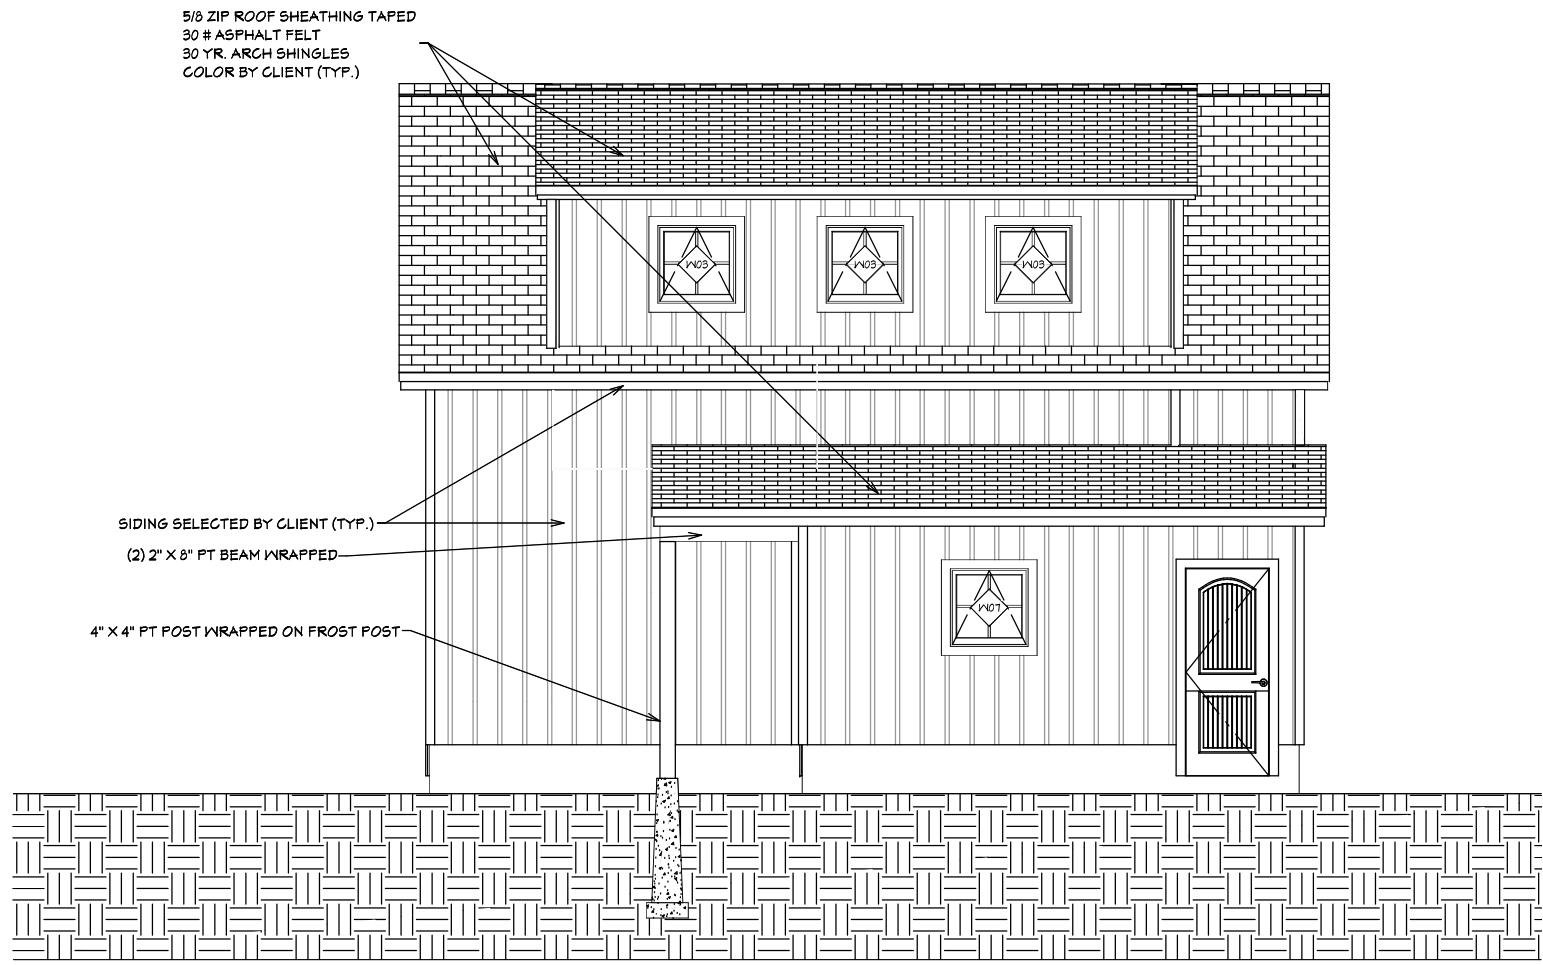 5/8 ZIP ROOF SHEATHING TAPED
30 # ASPHALT FELT
30 YR. ARCH SHINGLES
COLOR BY CLIENT (TYP.)
W03 W03 W03
SIDING SELECTED BY CLIENT (TYP.)
(2) 2" X 8" PT BEAM WRAPPED
W07
4" X 4" PT POST WRAPPED ON FROST POST